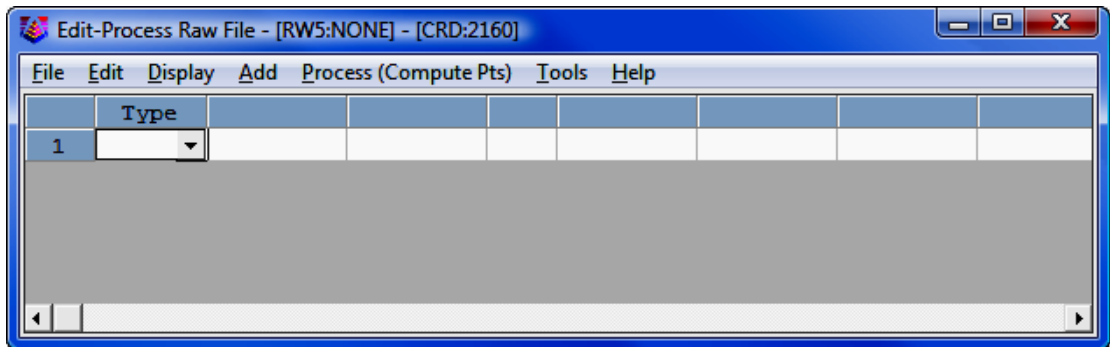 Edit-Process Raw File - [RW5:NONE] - [CRD:2160]
File Edit Display Add Process (Compute Pts) Tools Help
Type
1